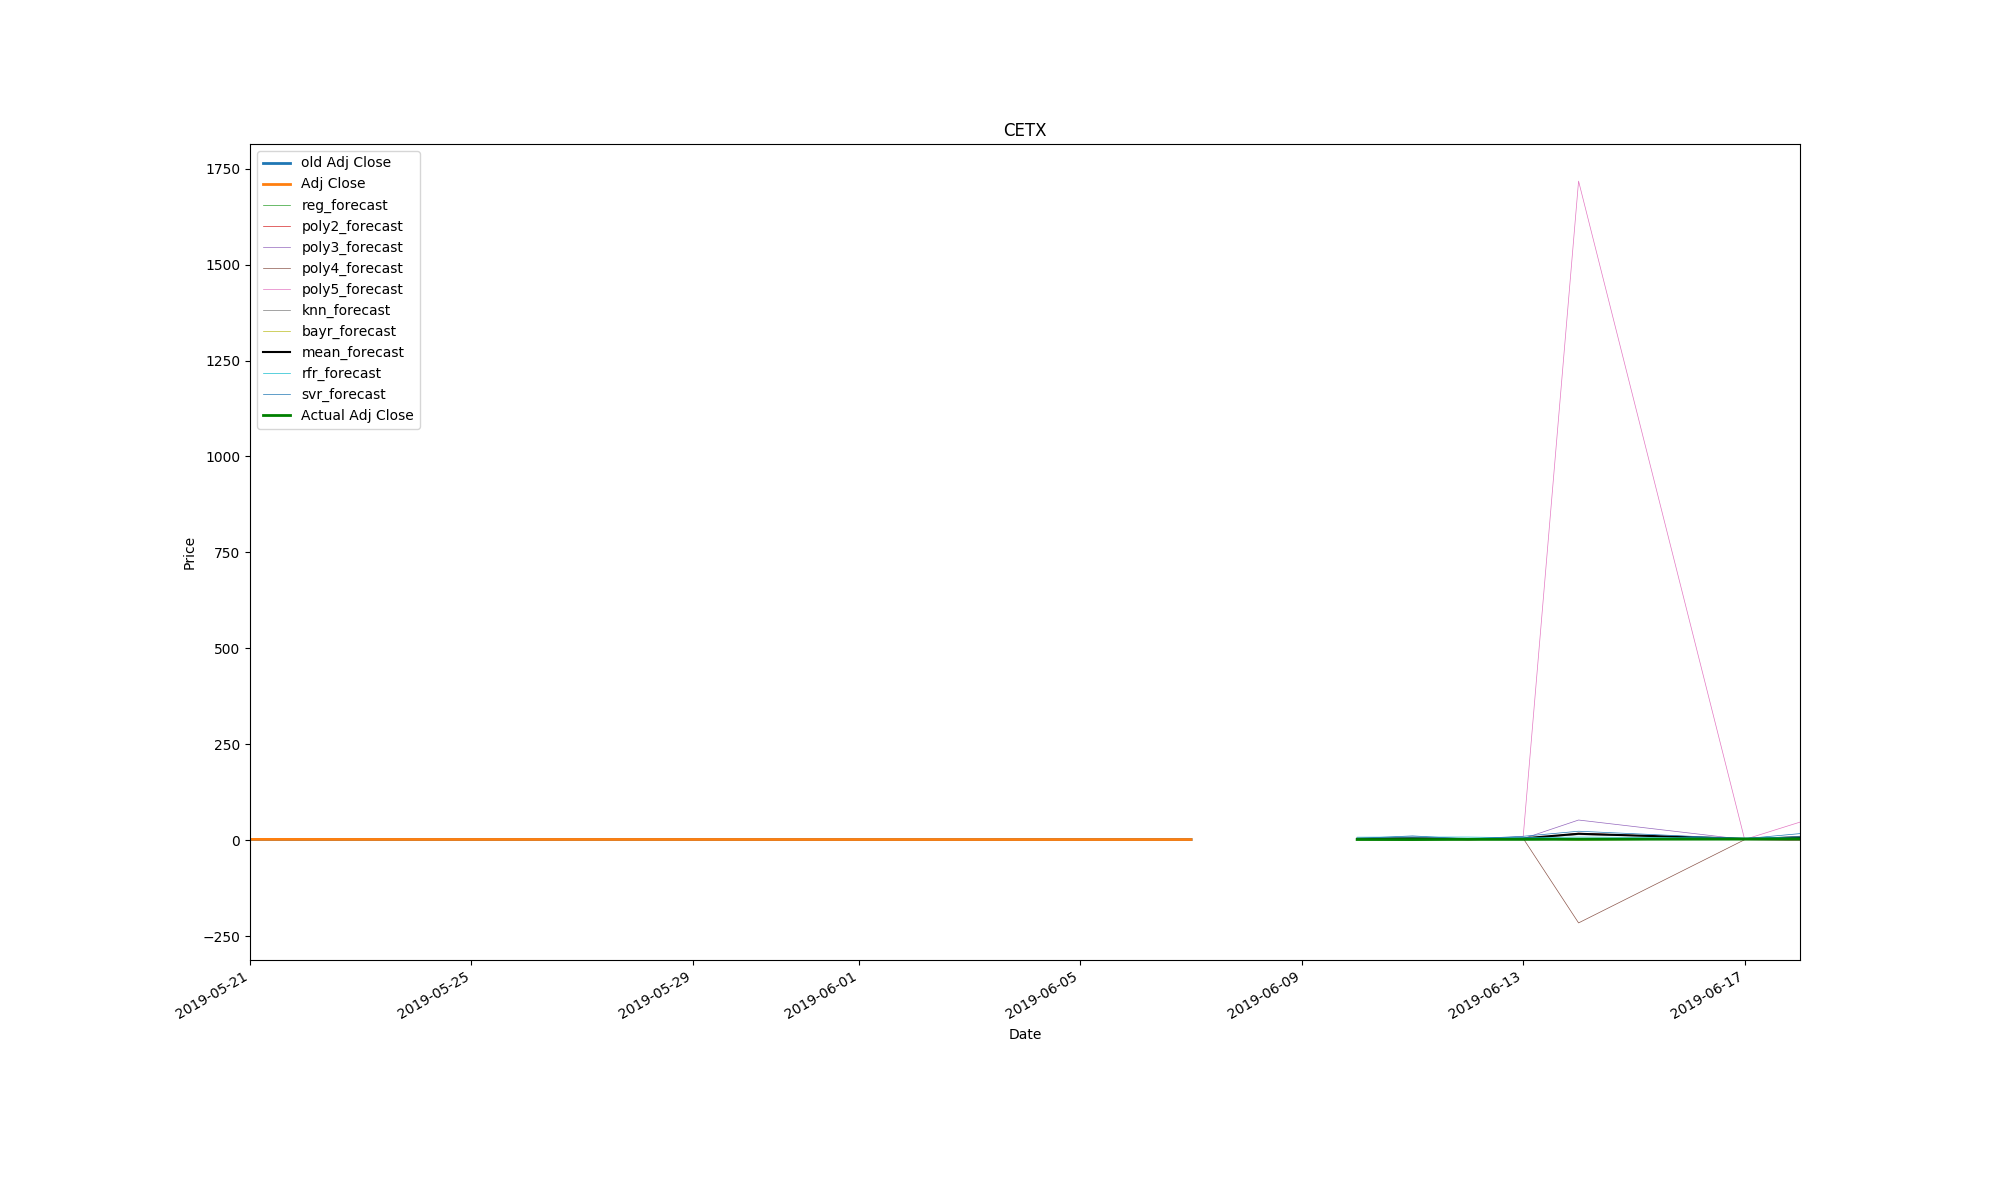 CETX
old Adj Close
Adj Close
reg_forecast
poly2_forecast
poly3_forecast
poly4_forecast
poly5_forecast
knn_forecast
bayr_forecast
mean_forecast
rfr_forecast
svr_forecast
Actual Adj Close
1750
1500
1250
1000
750
500
250
0
−250
Price
2019-05-21
2019-05-25
2019-05-29
2019-06-01
2019-06-05
2019-06-09
2019-06-13
2019-06-17
Date